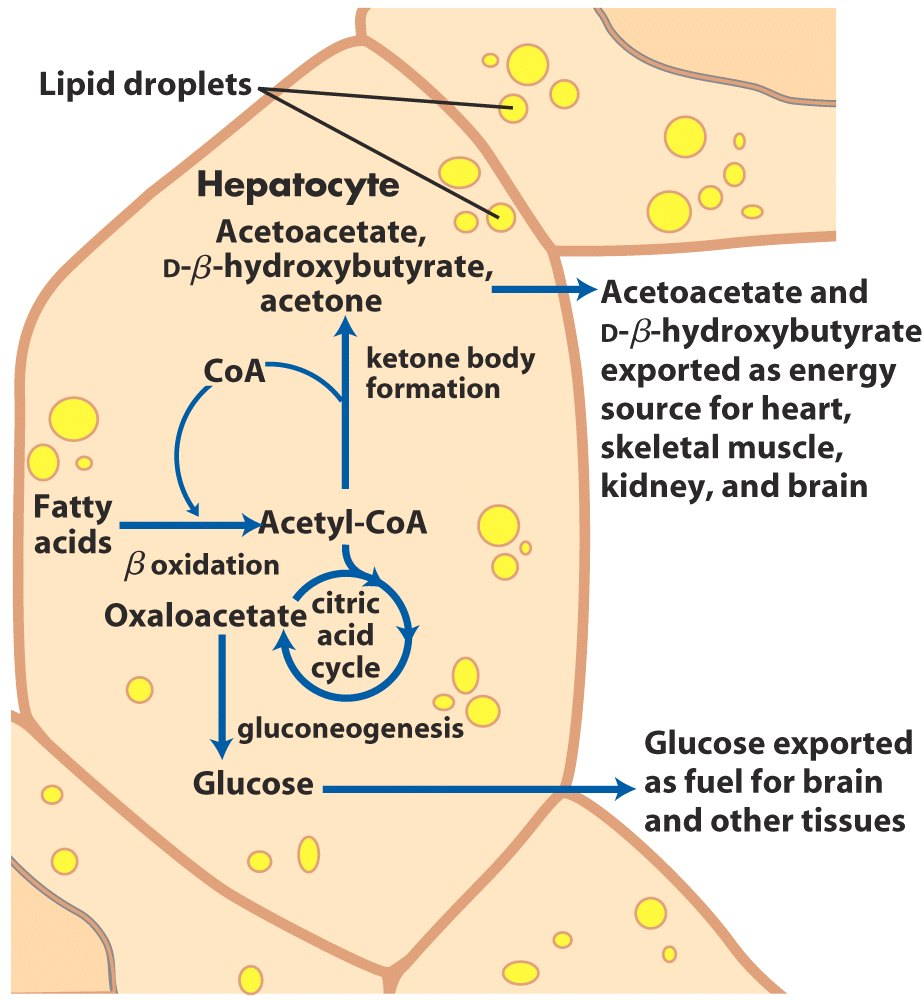 Lipid droplets
Hepatocyte
Acetoacetate,
D-β-hydroxybutyrate,
acetone
Acetoacetate and
D-β-hydroxybutyrate
exported as energy
source for heart,
skeletal muscle,
kidney, and brain
ketone body
formation
CoA
Fatty
acids
Acetyl-CoA
β oxidation
Oxaloacetate
citric
acid
cycle
gluconeogenesis
Glucose
Glucose exported
as fuel for brain
and other tissues